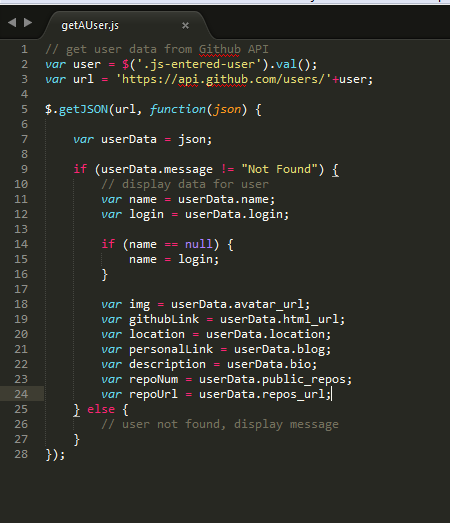 getAUser.js ×
1 // get user data from Github API
2 var user = $('.js-entered-user').val();
3 var url = 'https://api.github.com/users/'+user;
4
5 $.getJSON(url, function(json) {
6
7     var userData = json;
8
9     if (userData.message != "Not Found") {
10         // display data for user
11         var name = userData.name;
12         var login = userData.login;
13
14         if (name == null) {
15             name = login;
16         }
17
18         var img = userData.avatar_url;
19         var githubLink = userData.html_url;
20         var location = userData.location;
21         var personalLink = userData.blog;
22         var description = userData.bio;
23         var repoNum = userData.public_repos;
24         var repoUrl = userData.repos_url;
25     } else {
26         // user not found, display message
27     }
28 });